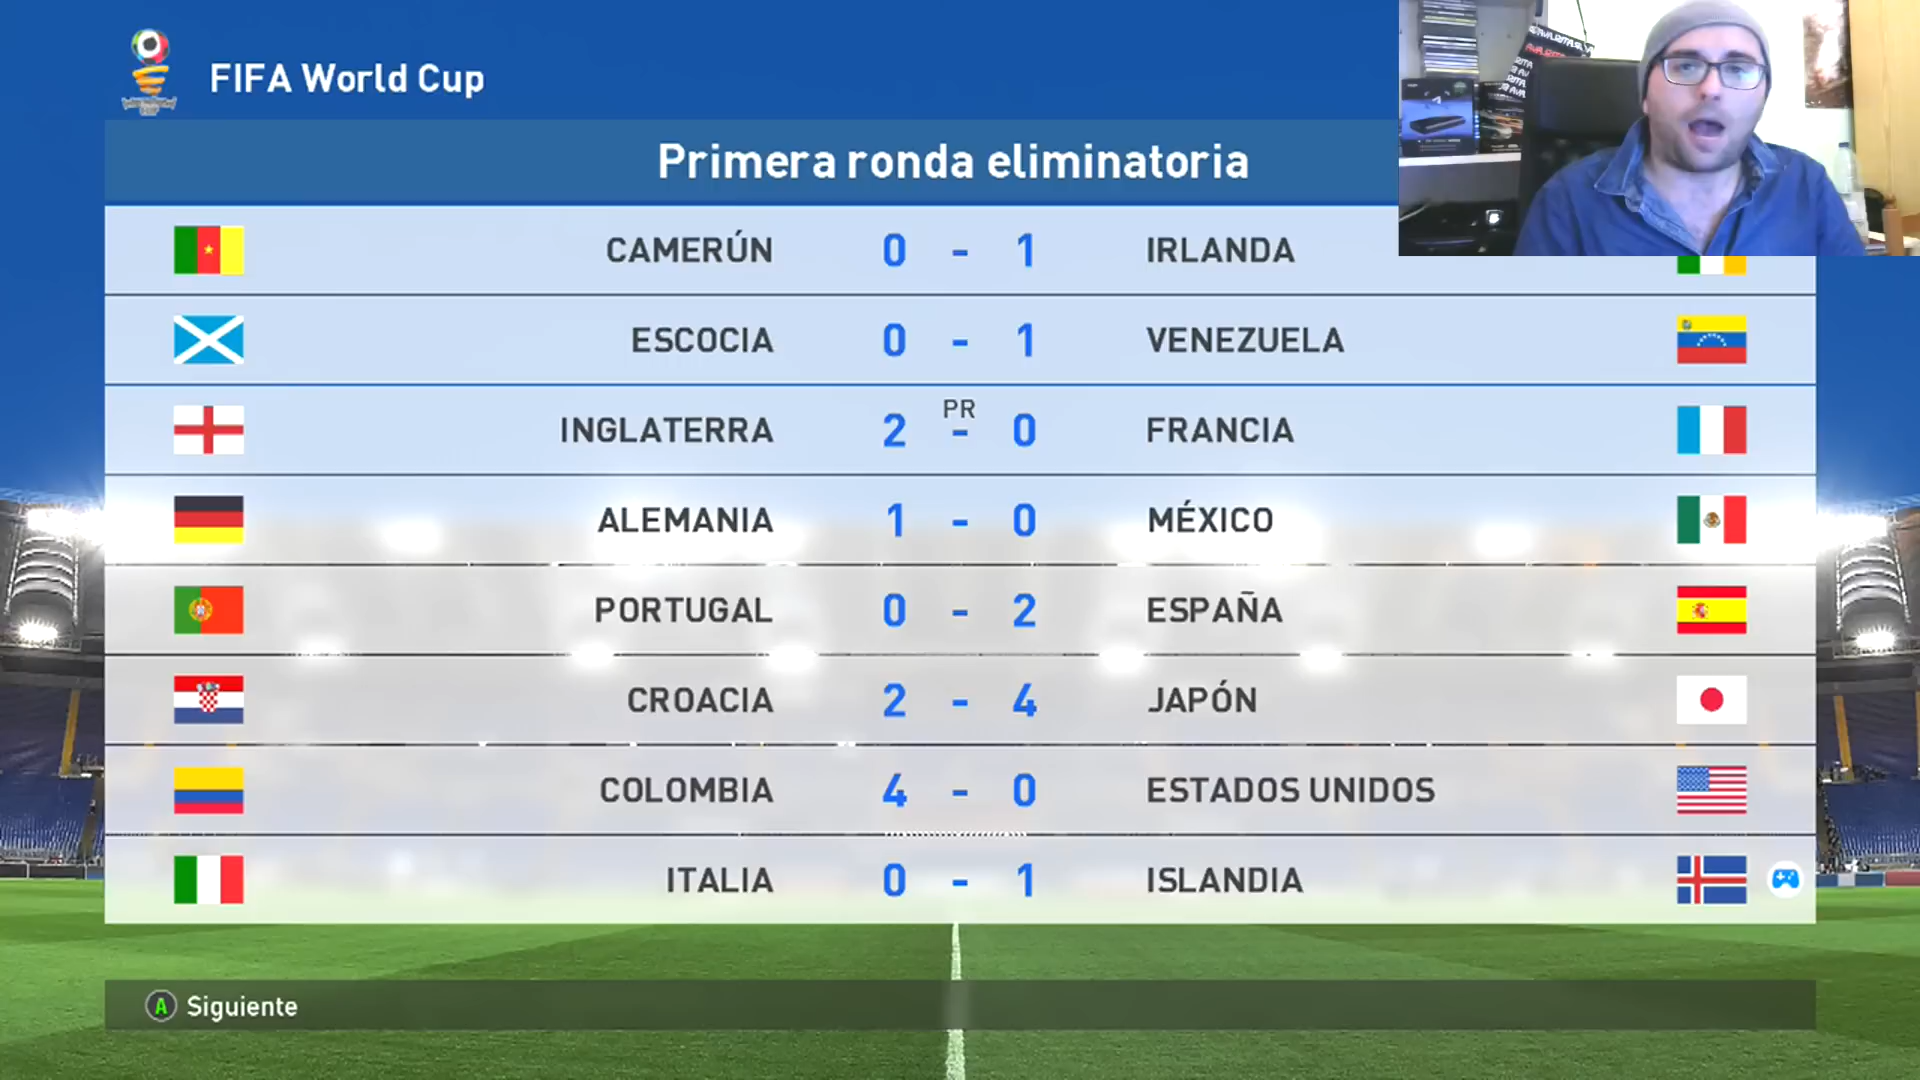 FIFA World Cup
Primera ronda eliminatoria
CAMERÚN 0 - 1 IRLANDA
ESCOCIA 0 - 1 VENEZUELA
PR
INGLATERRA 2 - 0 FRANCIA
ALEMANIA 1 - 0 MÉXICO
PORTUGAL 0 - 2 ESPAÑA
CROACIA 2 - 4 JAPÓN
COLOMBIA 4 - 0 ESTADOS UNIDOS
ITALIA 0 - 1 ISLANDIA
A Siguiente